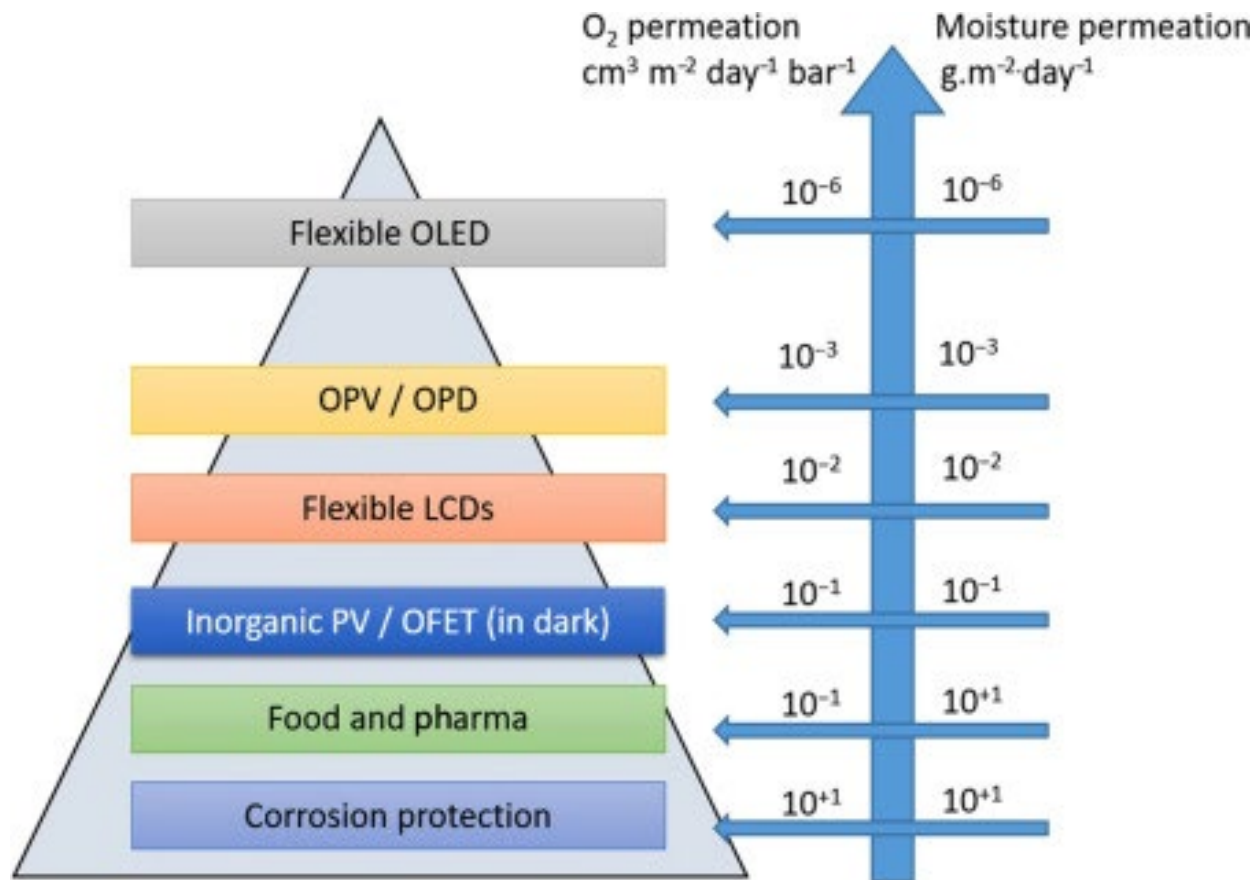 O₂ permeation
cm³ m⁻² day⁻¹ bar⁻¹
Moisture permeation
g.m⁻²·day⁻¹
Flexible OLED
10⁻⁶
10⁻⁶
OPV / OPD
10⁻³
10⁻³
Flexible LCDs
10⁻²
10⁻²
Inorganic PV / OFET (in dark)
10⁻¹
10⁻¹
Food and pharma
10⁻¹
10⁺¹
Corrosion protection
10⁺¹
10⁺¹